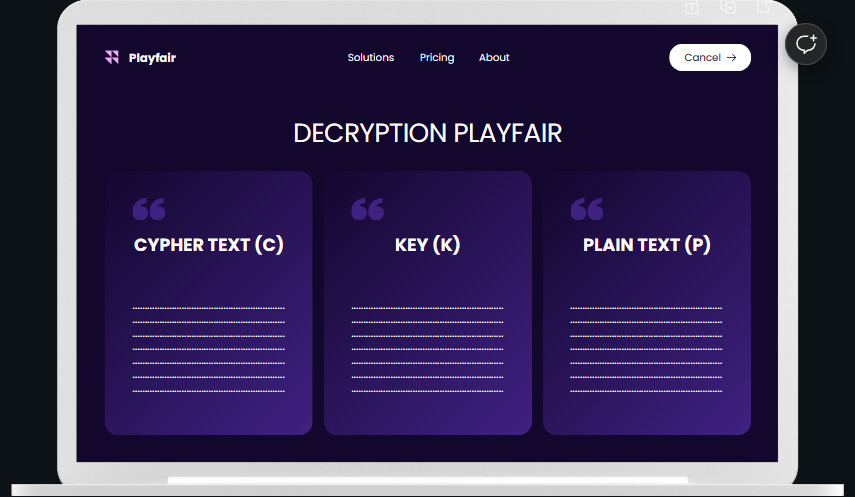 Playfair
Solutions Pricing About
Cancel →
DECRYPTION PLAYFAIR
CYPHER TEXT (C)
KEY (K)
PLAIN TEXT (P)